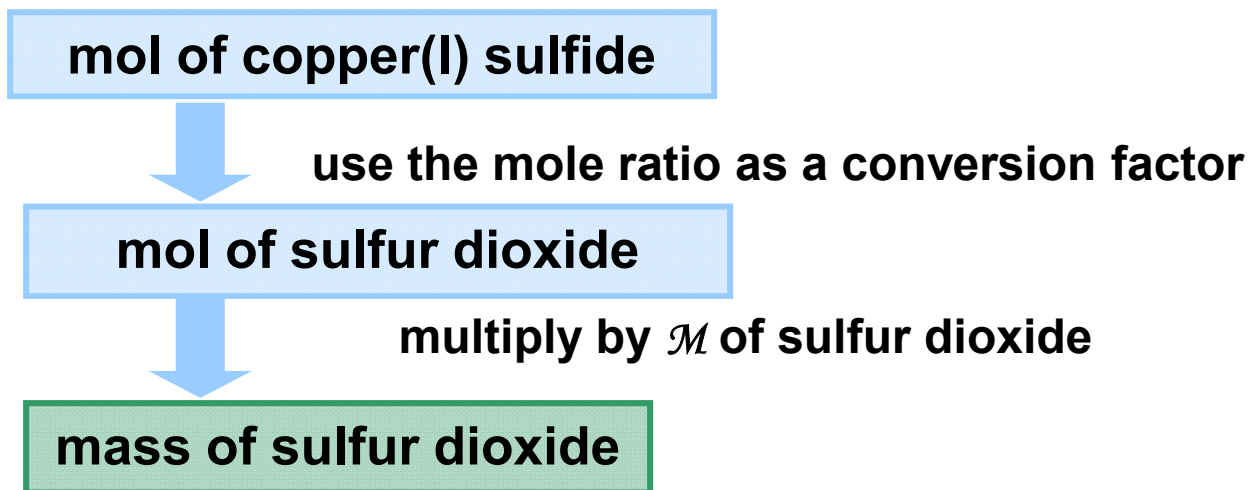 mol of copper(I) sulfide
use the mole ratio as a conversion factor
mol of sulfur dioxide
multiply by ℳ of sulfur dioxide
mass of sulfur dioxide